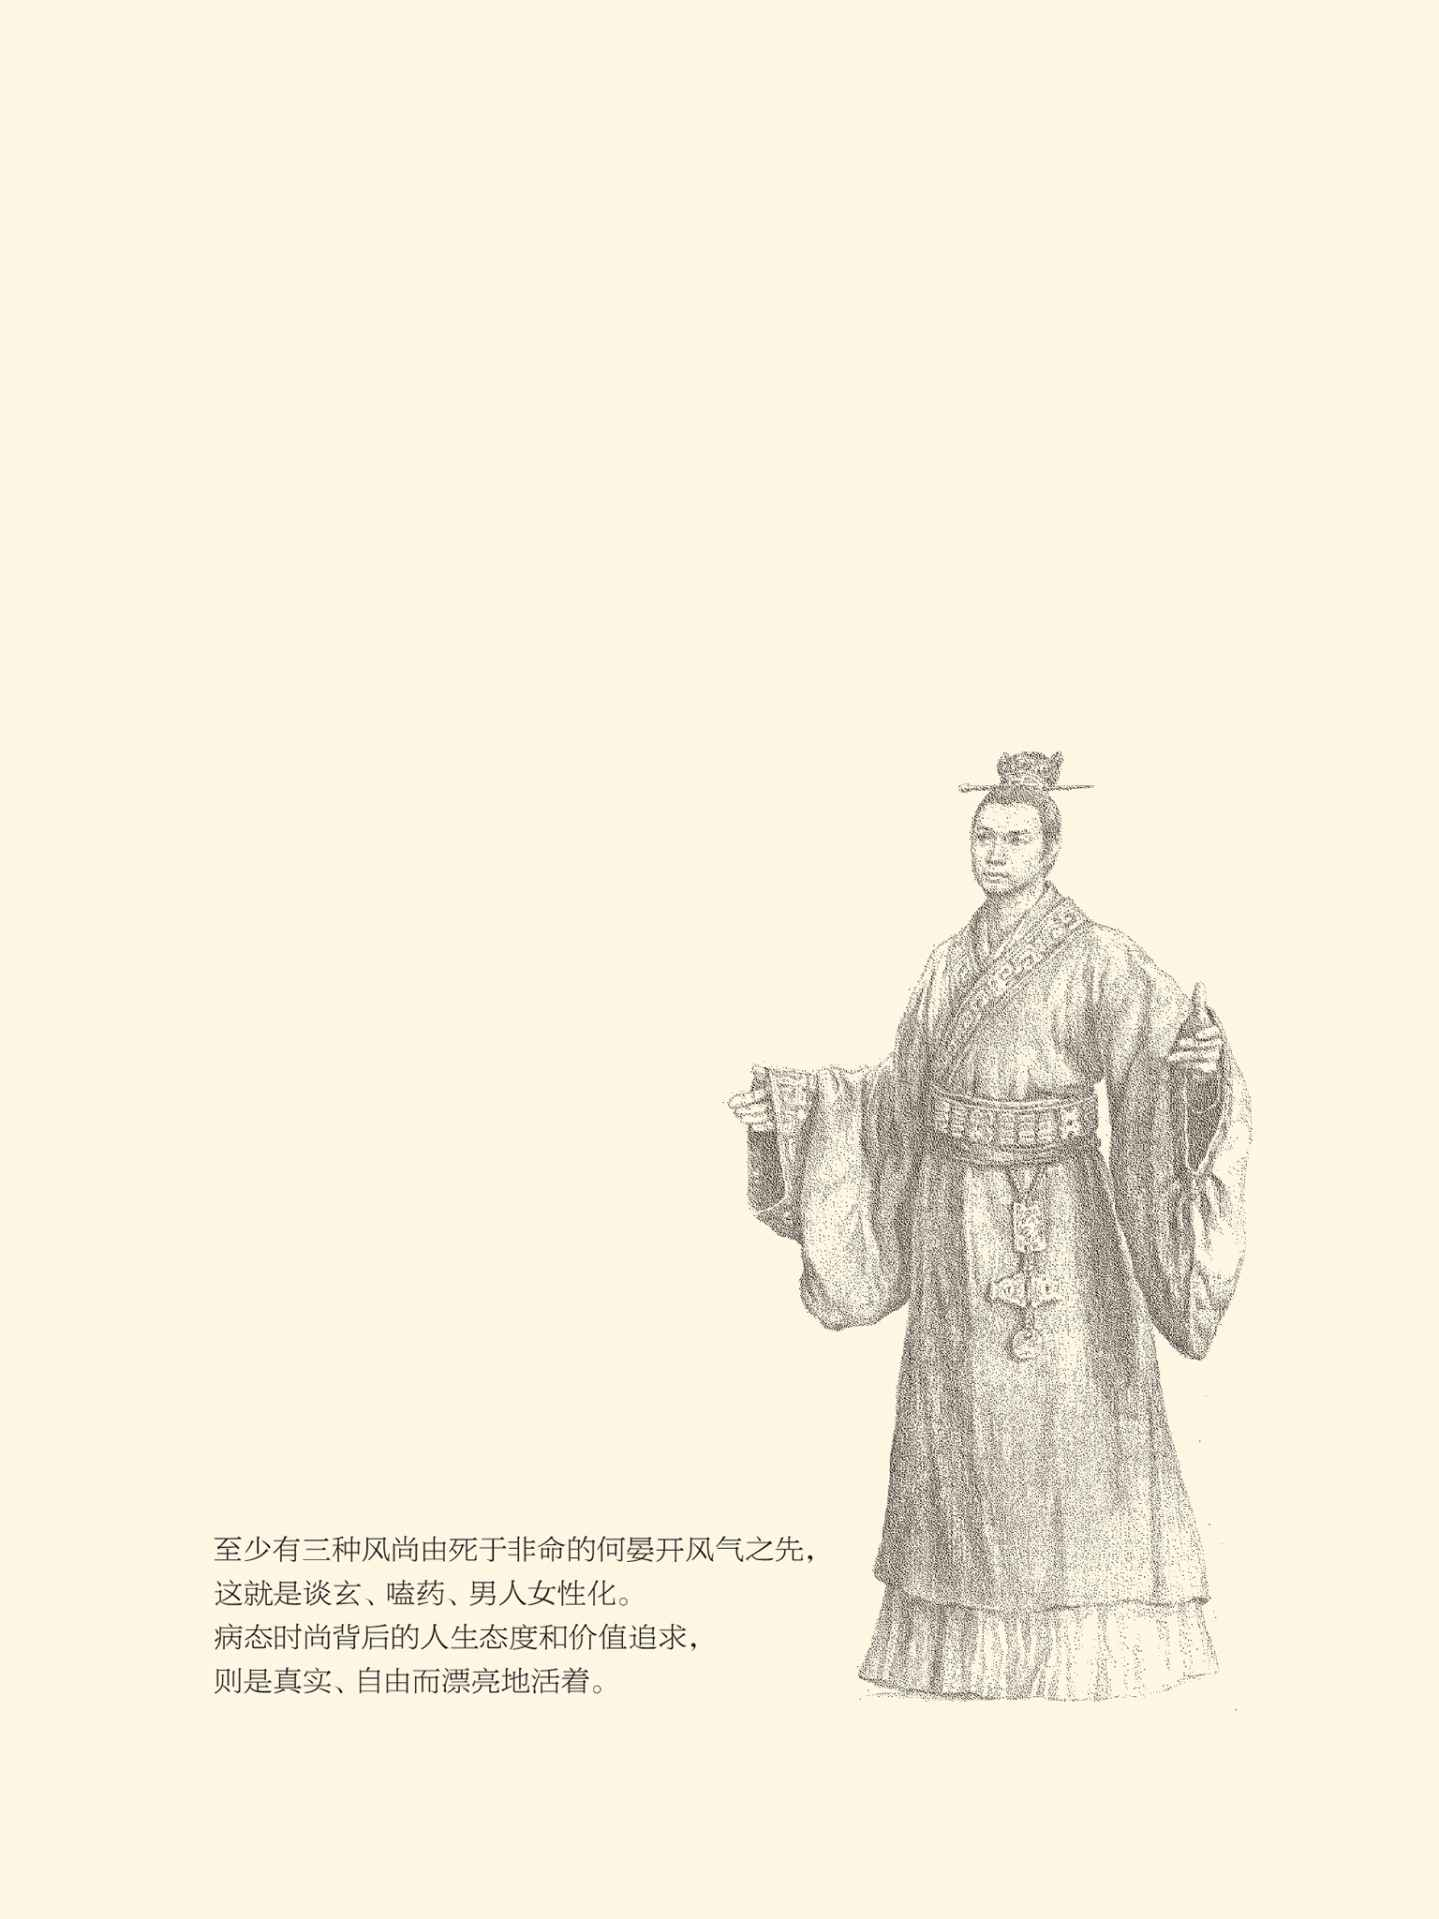 至少有三种风尚由死于非命的何晏开风气之先，
这就是谈玄、嗑药、男人女性化。
病态时尚背后的人生态度和价值追求，
则是真实、自由而漂亮地活着。